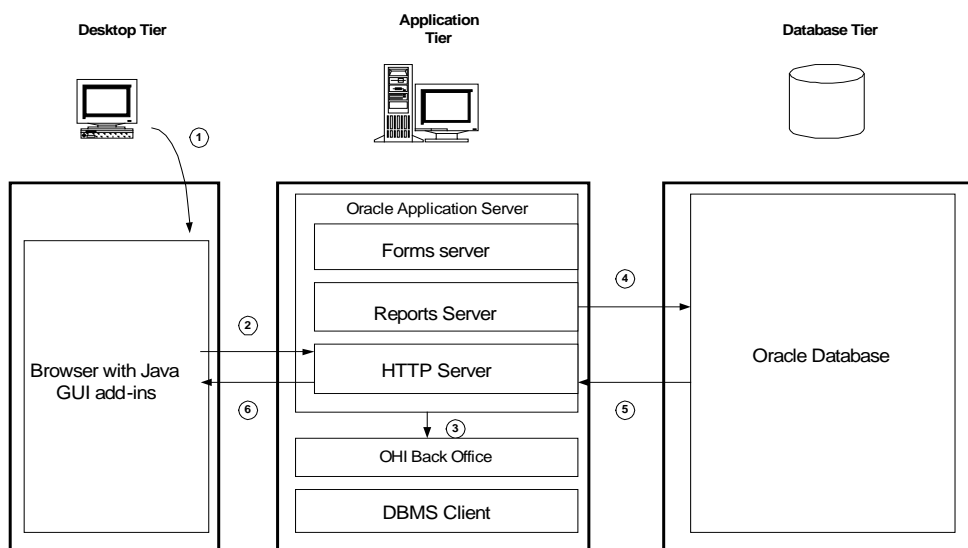 Desktop Tier
Application
Tier
Database Tier
1
Oracle Application Server
Forms server
4
Reports Server
2
HTTP Server
Oracle Database
Browser with Java
GUI add-ins
6
5
3
OHI Back Office
DBMS Client